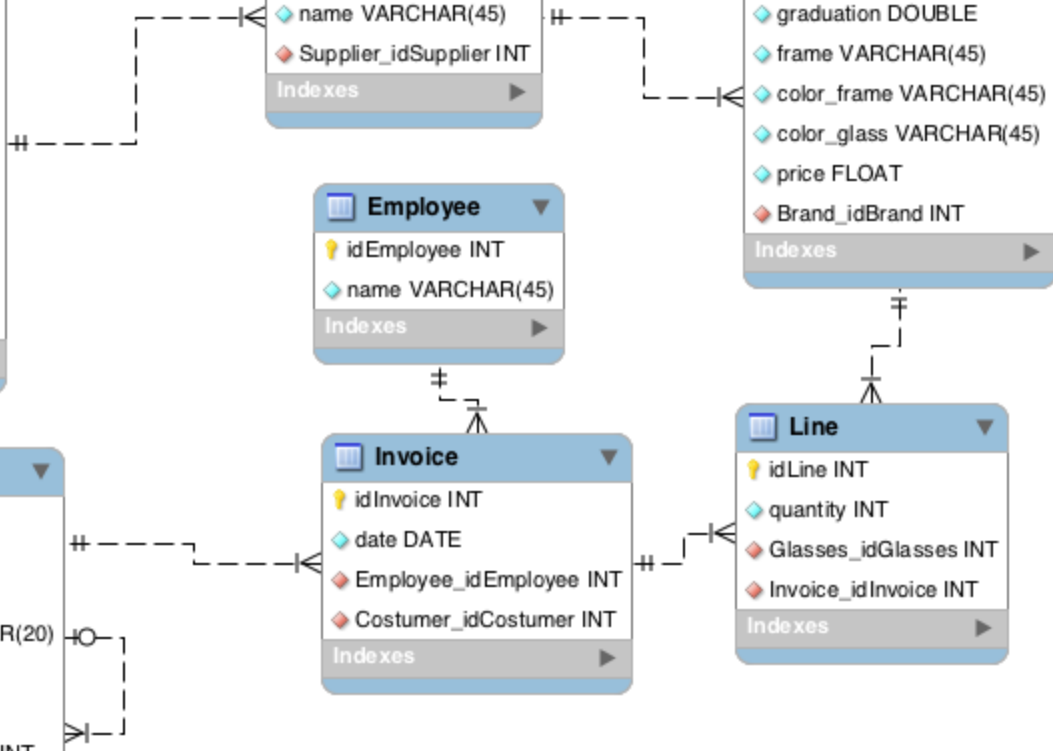 name VARCHAR(45)
Supplier_idSupplier INT
Indexes
graduation DOUBLE
frame VARCHAR(45)
color_frame VARCHAR(45)
color_glass VARCHAR(45)
price FLOAT
Brand_idBrand INT
Indexes
Employee
idEmployee INT
name VARCHAR(45)
Indexes
Invoice
idInvoice INT
date DATE
Employee_idEmployee INT
Costumer_idCostumer INT
Indexes
Line
idLine INT
quantity INT
Glasses_idGlasses INT
Invoice_idInvoice INT
Indexes
R(20)
INT